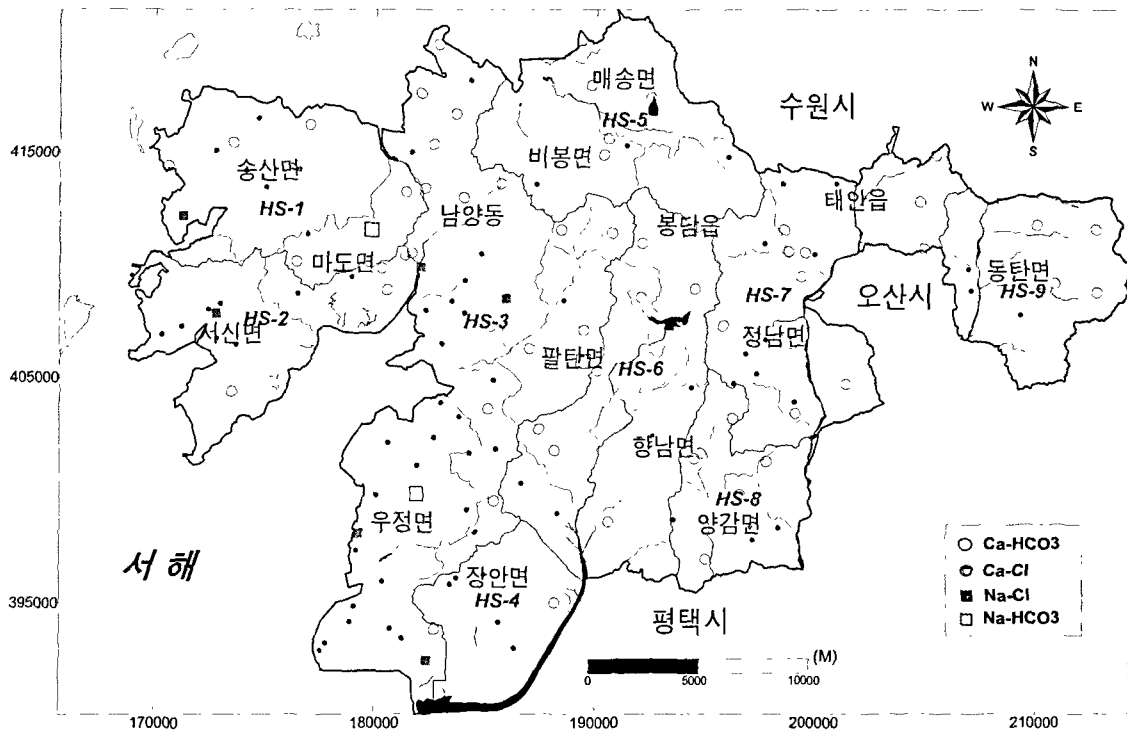 매송면
수원시
N
W
E
S
HS-5
415000
비봉면
송산면
태안읍
HS-1
남양동
봉담읍
마도면
동탄면
HS-9
오산시
HS-7
HS-2
HS-3
서신면
정남면
팔탄면
HS-6
405000
향남면
HS-8
우정면
양감면
Ca-HCO3
서 해
Ca-Cl
장안면
HS-4
Na-Cl
395000
평택시
Na-HCO3
(M)
0
5000
10000
170000
180000
190000
200000
210000